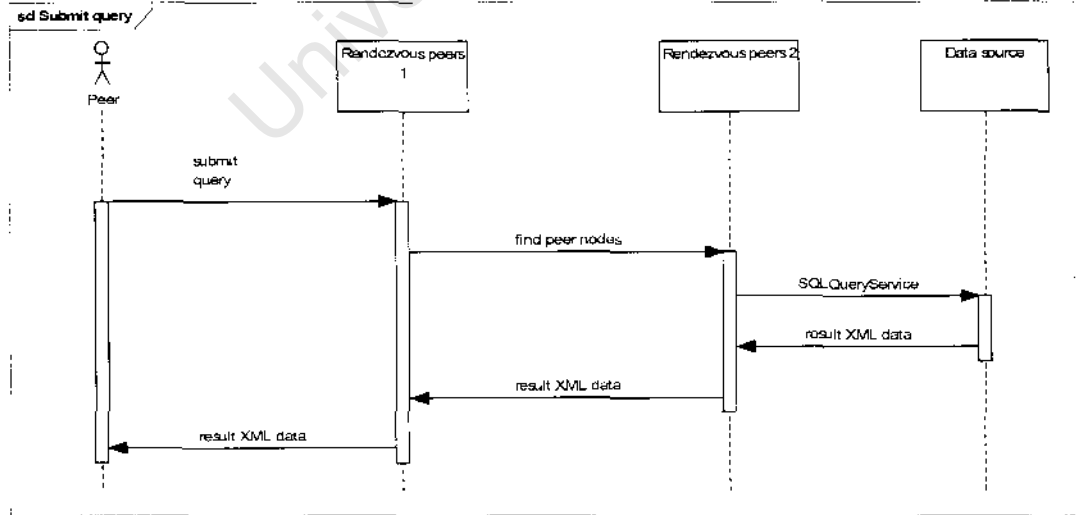 sd Submit query
Rendezvous peers
1
Rendezvous peers 2
Data source
Peer
submit
query
find peer nodes
SQLQueryService
result XML data
result XML data
result XML data